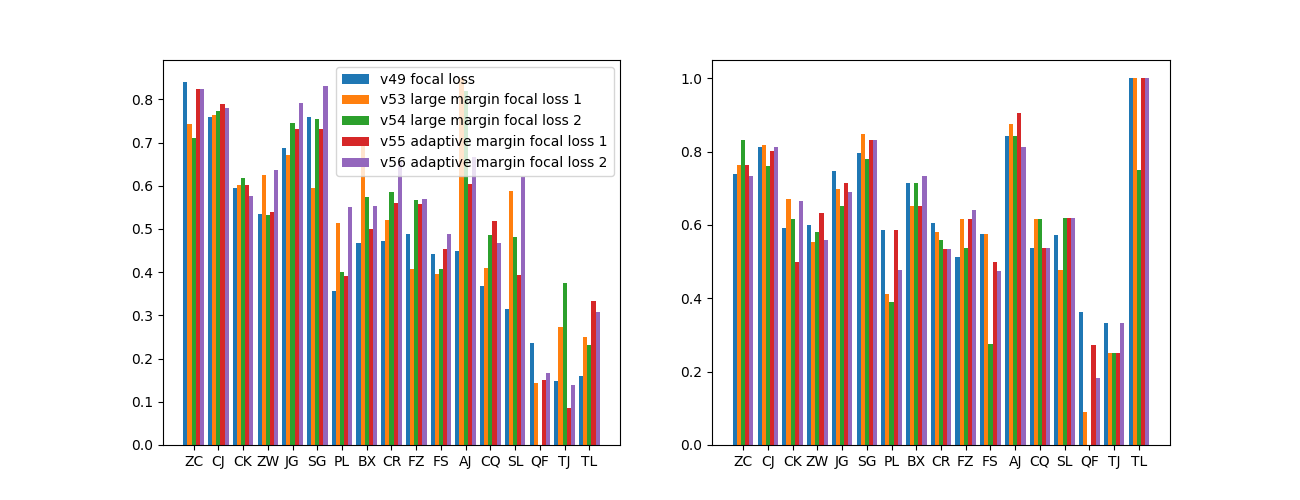 0.8
0.7
0.6
0.5
0.4
0.3
0.2
0.1
0.0
ZC CJ CK ZW JG SG PL BX CR FZ FS AJ CQ SL QF TJ TL
v49 focal loss
v53 large margin focal loss 1
v54 large margin focal loss 2
v55 adaptive margin focal loss 1
v56 adaptive margin focal loss 2
1.0
0.8
0.6
0.4
0.2
0.0
ZC CJ CK ZW JG SG PL BX CR FZ FS AJ CQ SL QF TJ TL